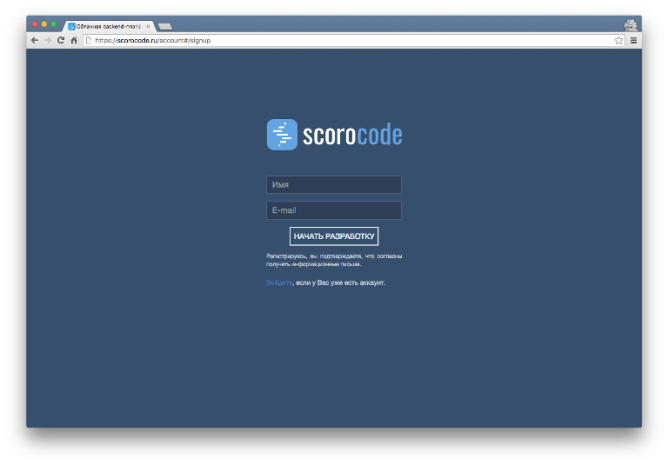 Облачная backend-плат
https://scorocode.ru/account#/signup
scorocode
Имя
E-mail
НАЧАТЬ РАЗРАБОТКУ
Регистрируясь, вы подтверждаете, что согласны
получать информационные письма.
Войдите, если у Вас уже есть аккаунт.